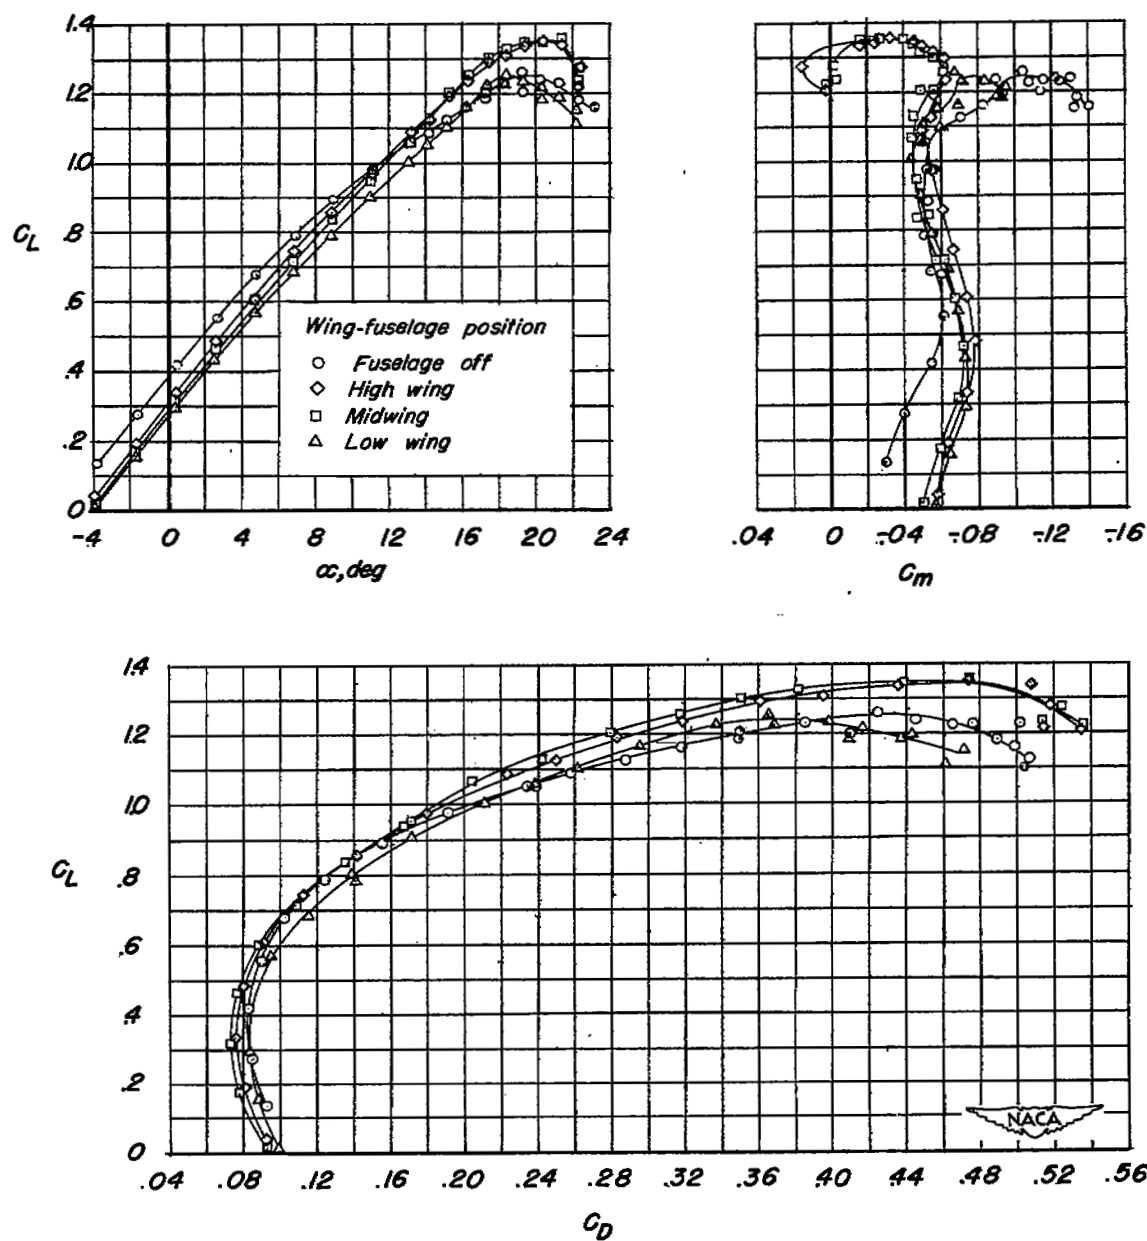 1.4
1.2
1.0
.8
.6
.4
.2
0
C_L
-4 0 4 8 12 16 20 24
α, deg
Wing-fuselage position
Fuselage off
High wing
Midwing
Low wing
.04 0 -.04 -.08 -.12 -.16
C_m
1.4
1.2
1.0
.8
.6
.4
.2
0
C_L
.04 .08 .12 .16 .20 .24 .28 .32 .36 .40 .44 .48 .52 .56
C_D
NACA